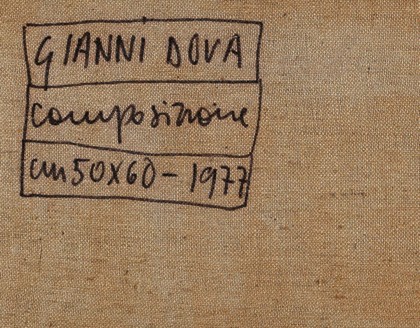 GIANNI DOVA
composizione
cm 50X60 - 1977